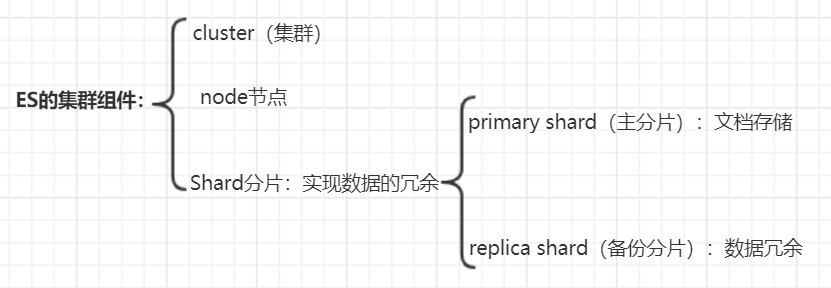 cluster（集群）
ES的集群组件：
node节点
primary shard（主分片）：文档存储
Shard分片：实现数据的冗余
replica shard（备份分片）：数据冗余